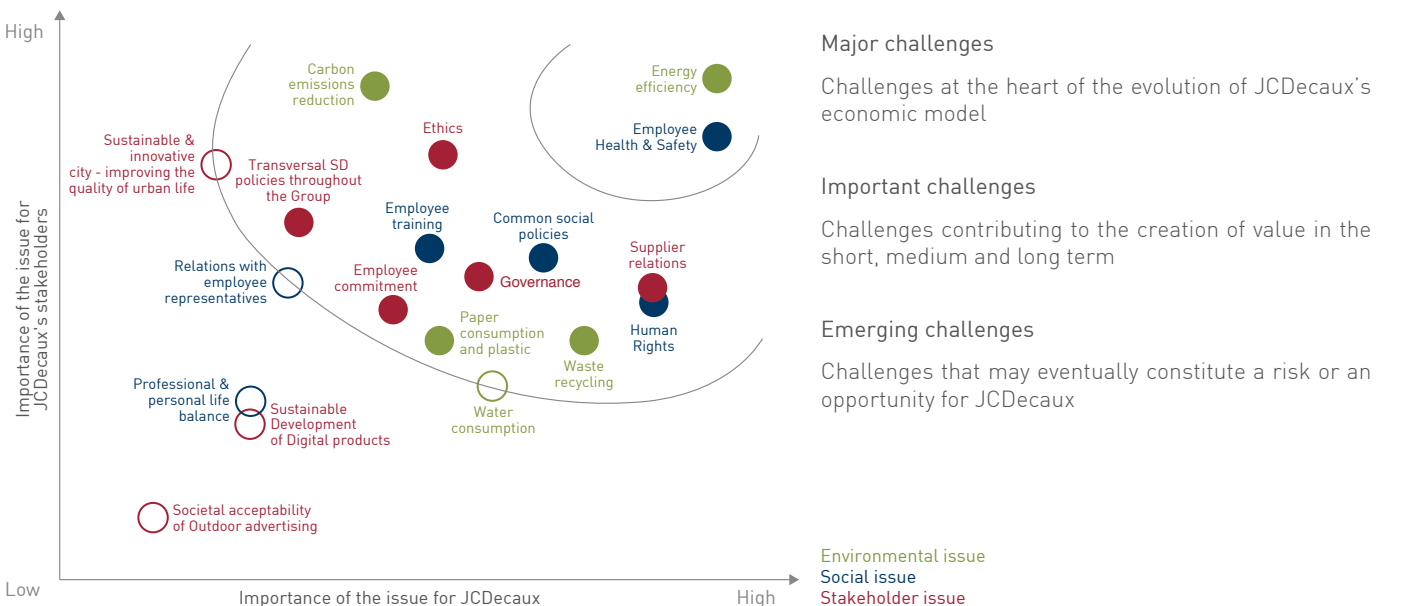 High
Importance of the issue for
JCDecaux's stakeholders
Low
Carbon
emissions
reduction
Energy
efficiency
Employee
Health & Safety
Ethics
Sustainable &
innovative
city - improving the
quality of urban life
Transversal SD
policies throughout
the Group
Employee
training
Common social
policies
Supplier
relations
Relations with
employee
representatives
Employee
commitment
Governance
Paper
consumption
and plastic
Human
Rights
Waste
recycling
Water
consumption
Professional &
personal life
balance
Sustainable
Development
of Digital products
Societal acceptability
of Outdoor advertising
Importance of the issue for JCDecaux
High
Major challenges
Challenges at the heart of the evolution of JCDecaux's
economic model
Important challenges
Challenges contributing to the creation of value in the
short, medium and long term
Emerging challenges
Challenges that may eventually constitute a risk or an
opportunity for JCDecaux
Environmental issue
Social issue
Stakeholder issue